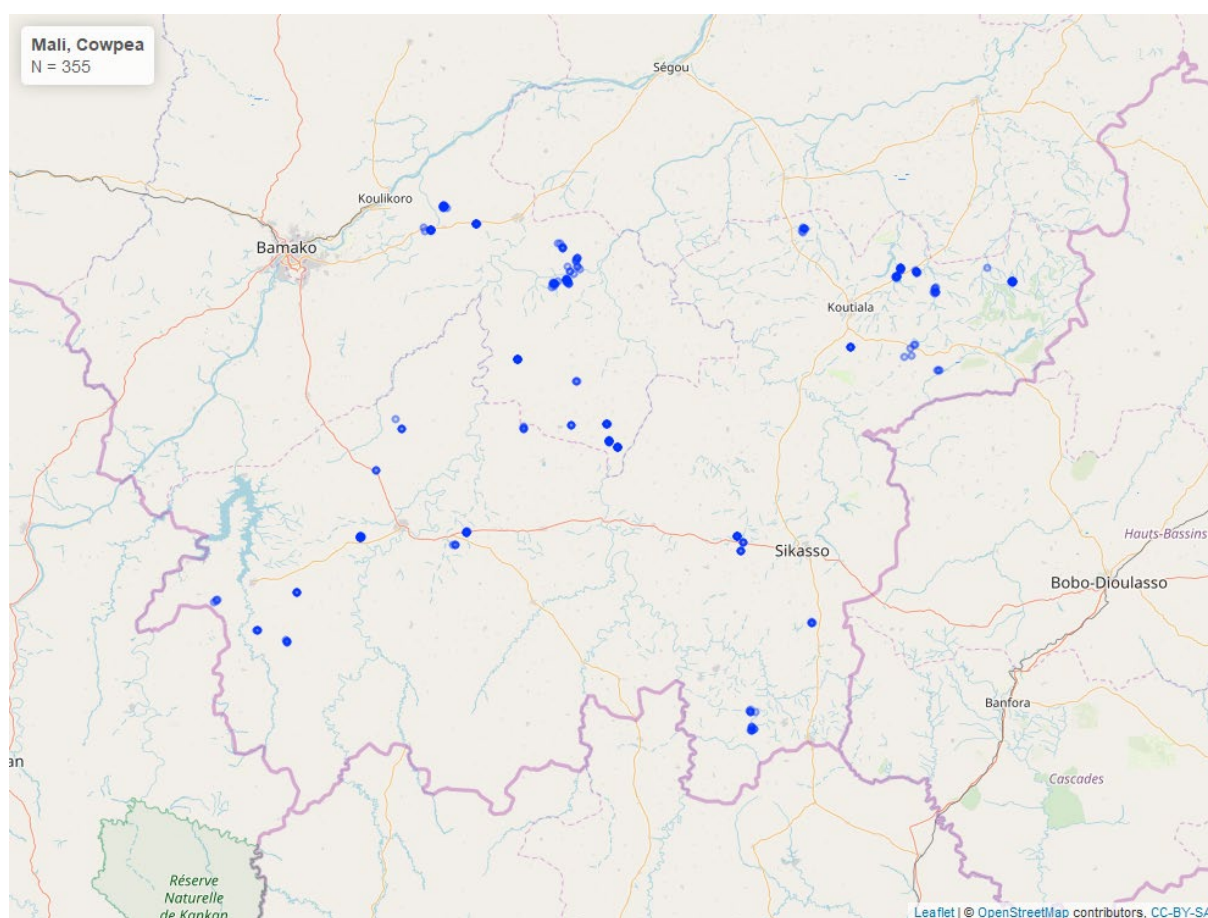 Mali, Cowpea
N = 355
Ségou
Koulikoro
Bamako
Koutiala
Hauts-Bassins
Sikasso
Bobo-Dioulasso
Banfora
an
Cascades
Réserve
Naturelle
de Kankan
Leaflet | © OpenStreetMap contributors, CC-BY-SA